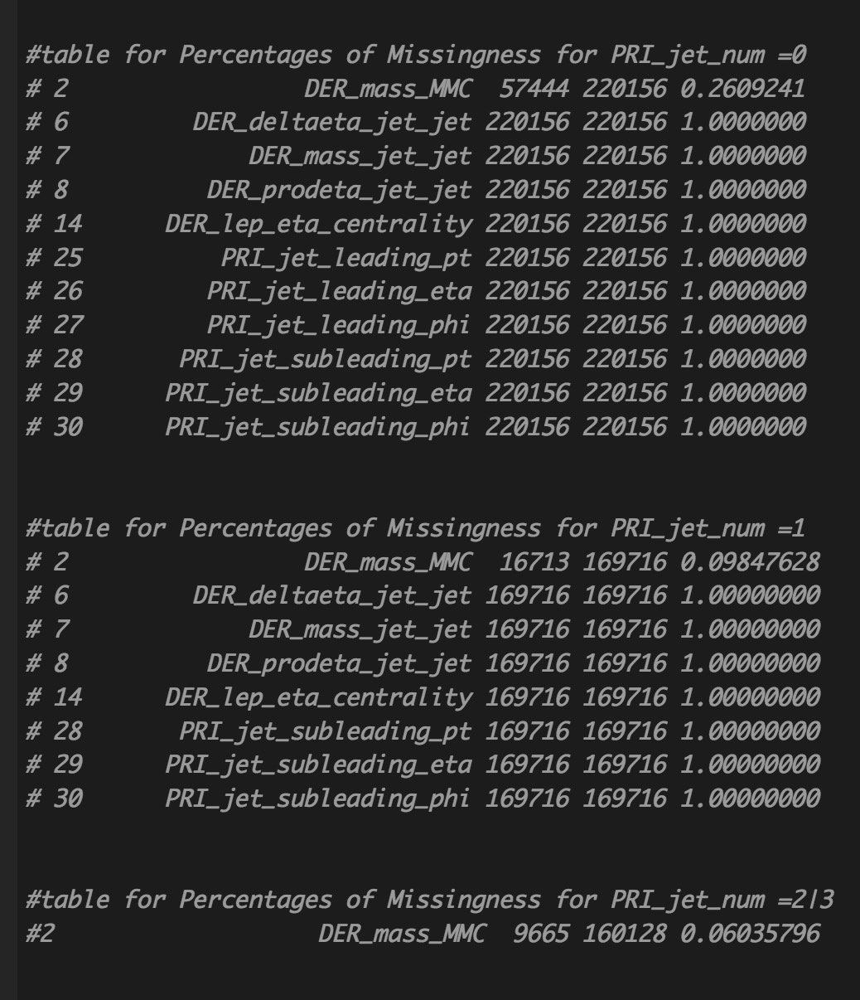 #table for Percentages of Missingness for PRI_jet_num =0
# 2 DER_mass_MMC 57444 220156 0.2609241
# 6 DER_deltaeta_jet_jet 220156 220156 1.0000000
# 7 DER_mass_jet_jet 220156 220156 1.0000000
# 8 DER_prodeta_jet_jet 220156 220156 1.0000000
# 14 DER_lep_eta_centrality 220156 220156 1.0000000
# 25 PRI_jet_leading_pt 220156 220156 1.0000000
# 26 PRI_jet_leading_eta 220156 220156 1.0000000
# 27 PRI_jet_leading_phi 220156 220156 1.0000000
# 28 PRI_jet_subleading_pt 220156 220156 1.0000000
# 29 PRI_jet_subleading_eta 220156 220156 1.0000000
# 30 PRI_jet_subleading_phi 220156 220156 1.0000000
#table for Percentages of Missingness for PRI_jet_num =1
# 2 DER_mass_MMC 16713 169716 0.09847628
# 6 DER_deltaeta_jet_jet 169716 169716 1.00000000
# 7 DER_mass_jet_jet 169716 169716 1.00000000
# 8 DER_prodeta_jet_jet 169716 169716 1.00000000
# 14 DER_lep_eta_centrality 169716 169716 1.00000000
# 28 PRI_jet_subleading_pt 169716 169716 1.00000000
# 29 PRI_jet_subleading_eta 169716 169716 1.00000000
# 30 PRI_jet_subleading_phi 169716 169716 1.00000000
#table for Percentages of Missingness for PRI_jet_num =2|3
#2 DER_mass_MMC 9665 160128 0.06035796